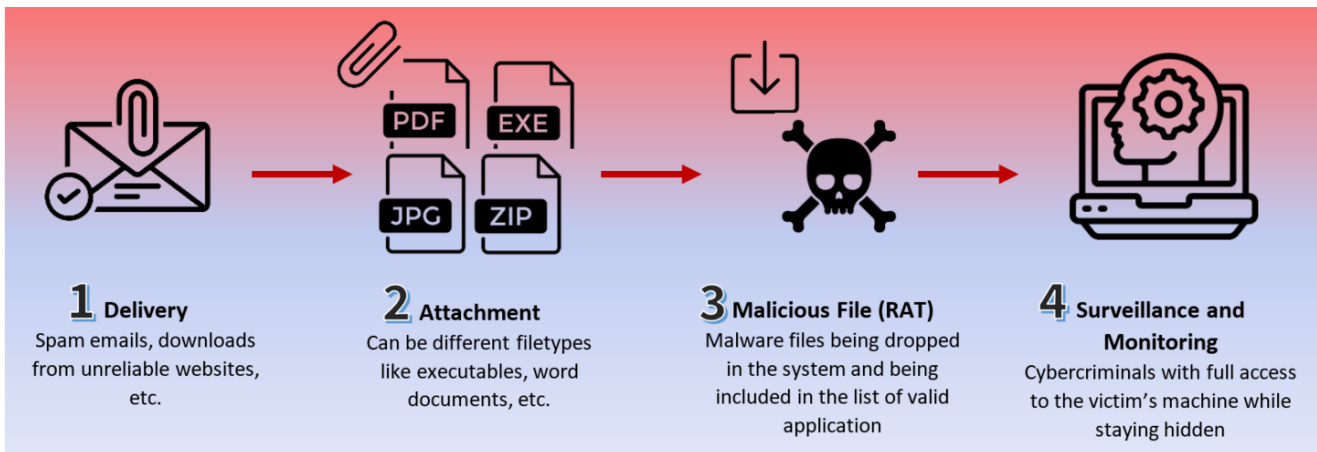 PDF
EXE
JPG
ZIP
1 Delivery
Spam emails, downloads
from unreliable websites,
etc.
2 Attachment
Can be different filetypes
like executables, word
documents, etc.
3 Malicious File (RAT)
Malware files being dropped
in the system and being
included in the list of valid
application
4 Surveillance and
Monitoring
Cybercriminals with full access
to the victim's machine while
staying hidden